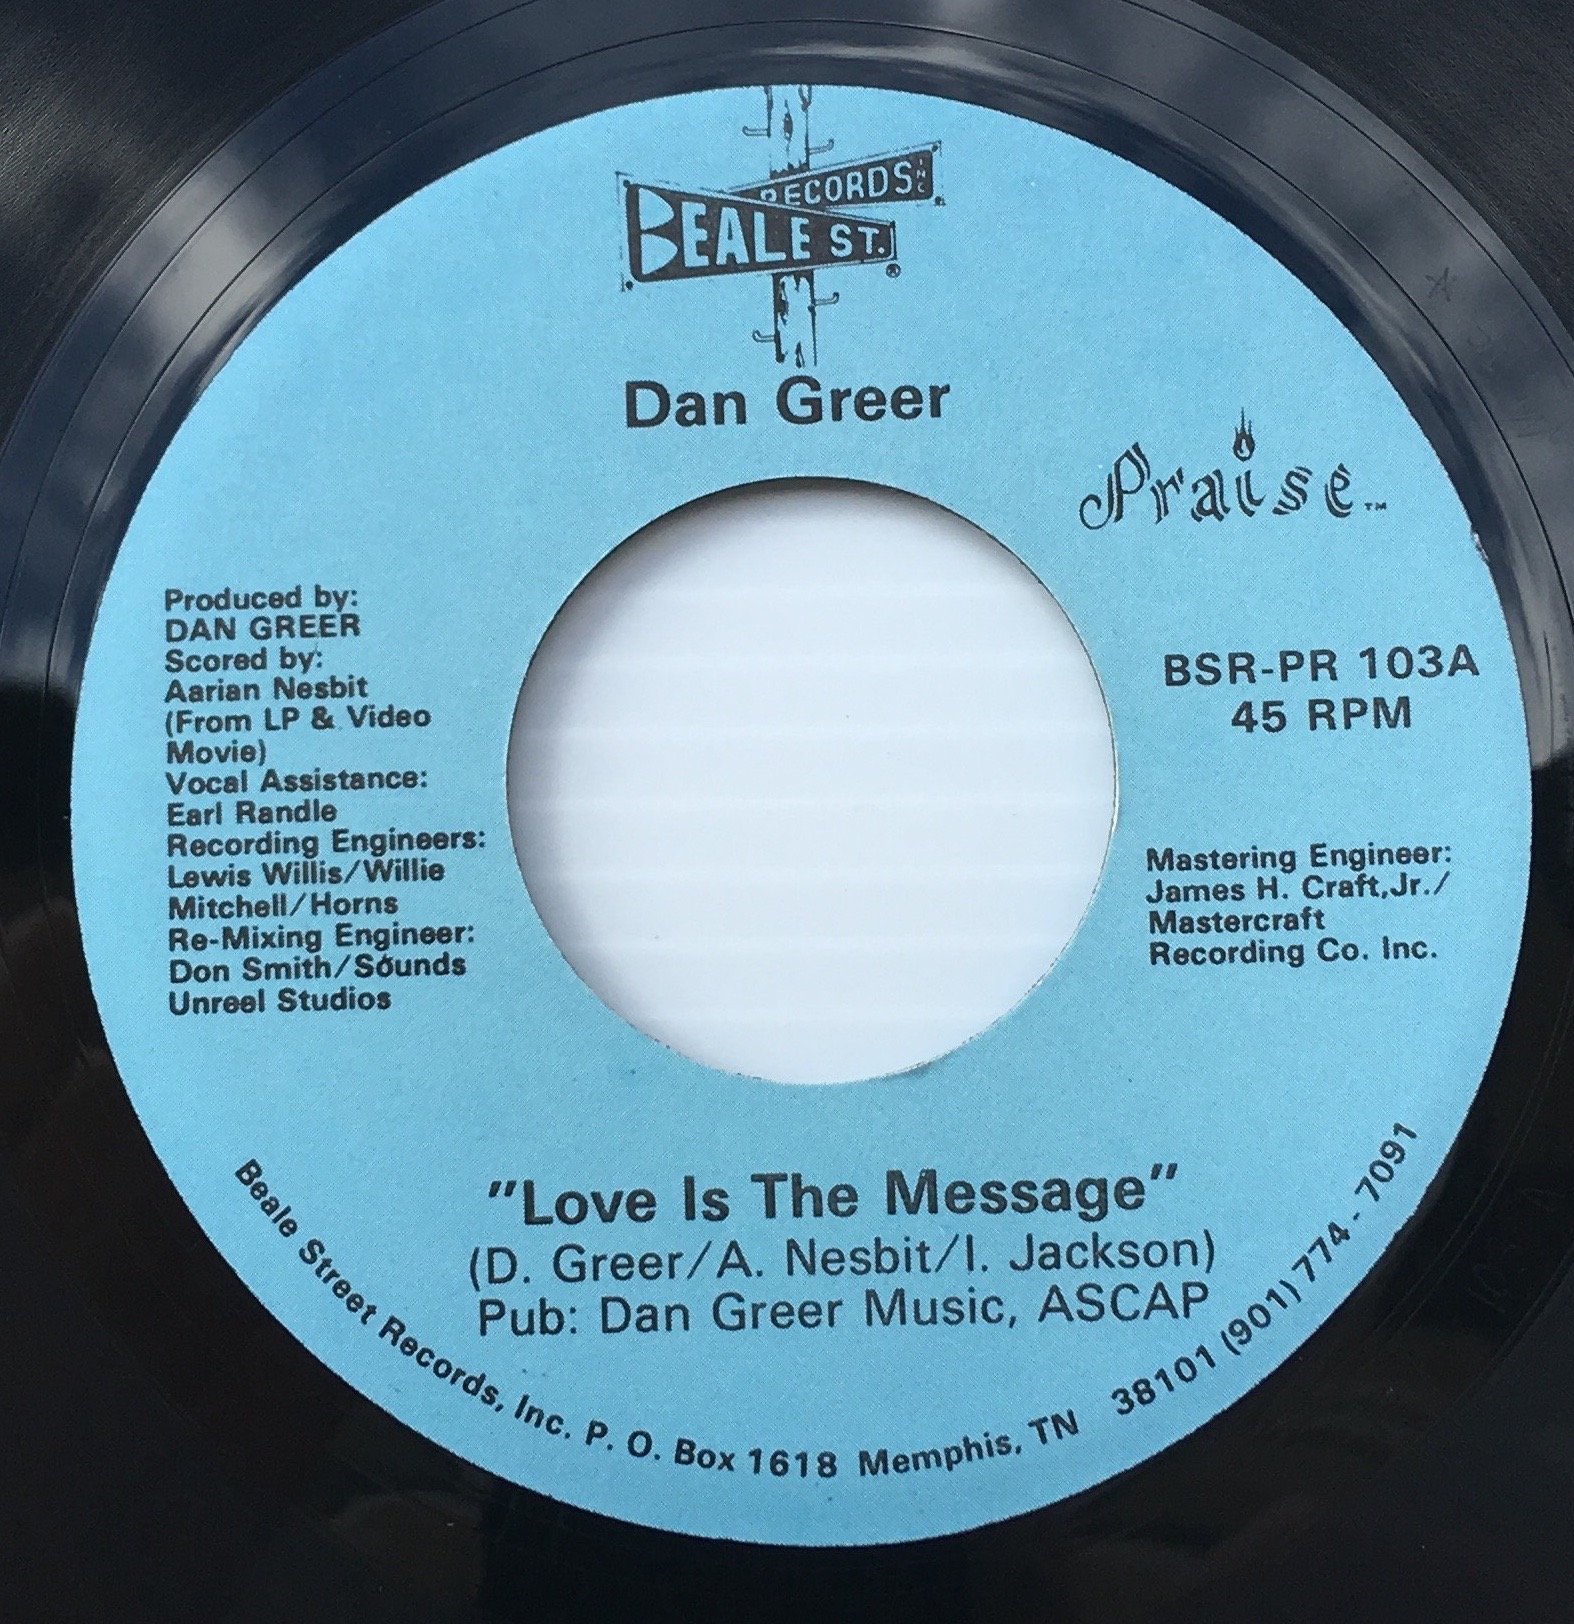 RECORDS INC
BEALE ST.
®
Dan Greer
Praise™
Produced by:
DAN GREER
Scored by:
Aarian Nesbit
(From LP & Video
Movie)
Vocal Assistance:
Earl Randle
Recording Engineers:
Lewis Willis/Willie
Mitchell/Horns
Re-Mixing Engineer:
Don Smith/Sounds
Unreel Studios
BSR-PR 103A
45 RPM
Mastering Engineer:
James H. Craft,Jr./
Mastercraft
Recording Co. Inc.
"Love Is The Message"
(D. Greer/A. Nesbit/I. Jackson)
Pub: Dan Greer Music, ASCAP
Beale Street Records, Inc. P. O. Box 1618 Memphis, TN 38101 (901) 774-7091